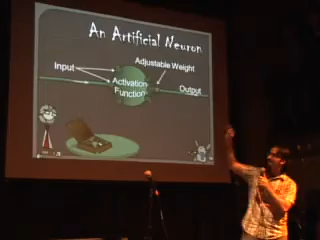 An Artificial Neuron
Adjustable Weight
Input
Activation
Function
Output